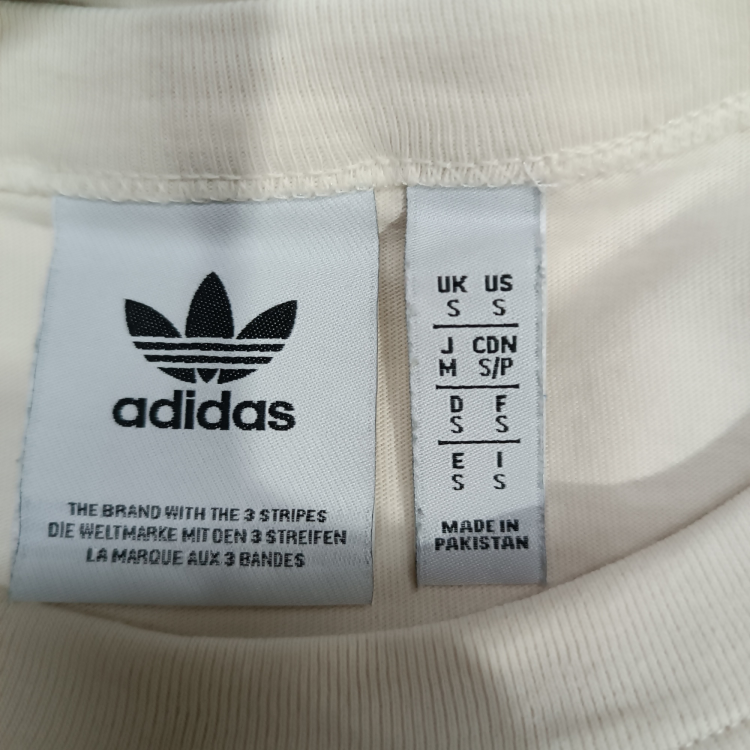 adidas
THE BRAND WITH THE 3 STRIPES
DIE WELTMARKE MIT DEN 3 STREIFEN
LA MARQUE AUX 3 BANDES
UK US
S S
J CDN
M S/P
D F
S S
E I
S S
MADE IN
PAKISTAN